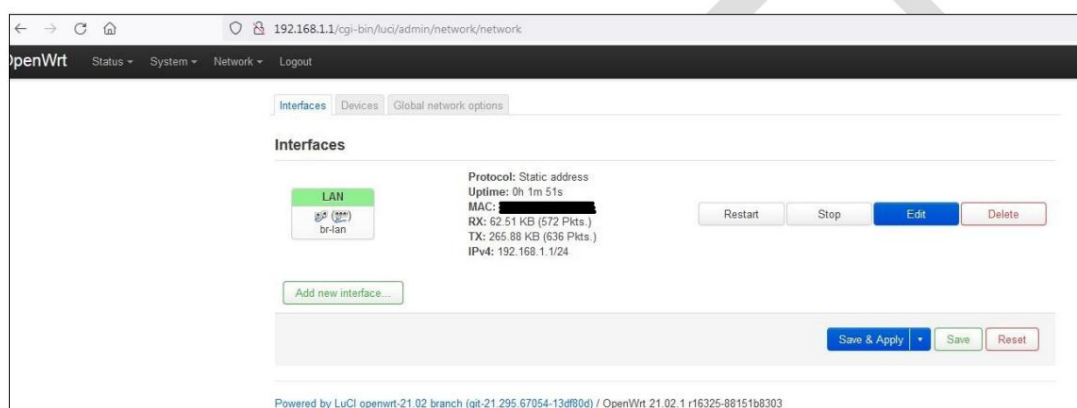 192.168.1.1/cgi-bin/luci/admin/network/network
OpenWrt Status System Network Logout
Interfaces Devices Global network options
Interfaces
LAN
br-lan
Protocol: Static address
Uptime: 0h 1m 51s
MAC:
RX: 62.51 KB (572 Pkts.)
TX: 265.88 KB (636 Pkts.)
IPv4: 192.168.1.1/24
Restart Stop Edit Delete
Add new interface...
Save & Apply Save Reset
Powered by LuCI openwrt-21.02 branch (git-21.295.67054-13df80d) / OpenWrt 21.02.1 r16325-88151b8303